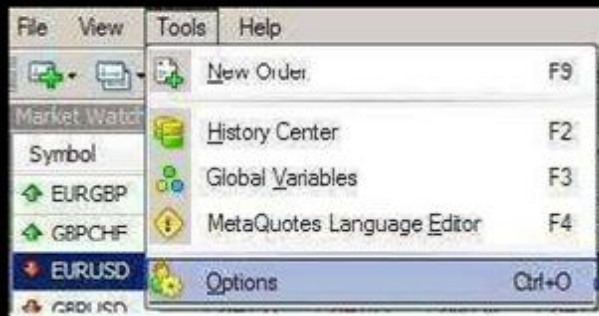 File View Tools Help
New Order F9
Market Watch
History Center F2
Symbol
Global Variables F3
EURGBP
MetaQuotes Language Editor F4
GBPCHF
EURUSD
Options Ctrl+O
GBPUSD